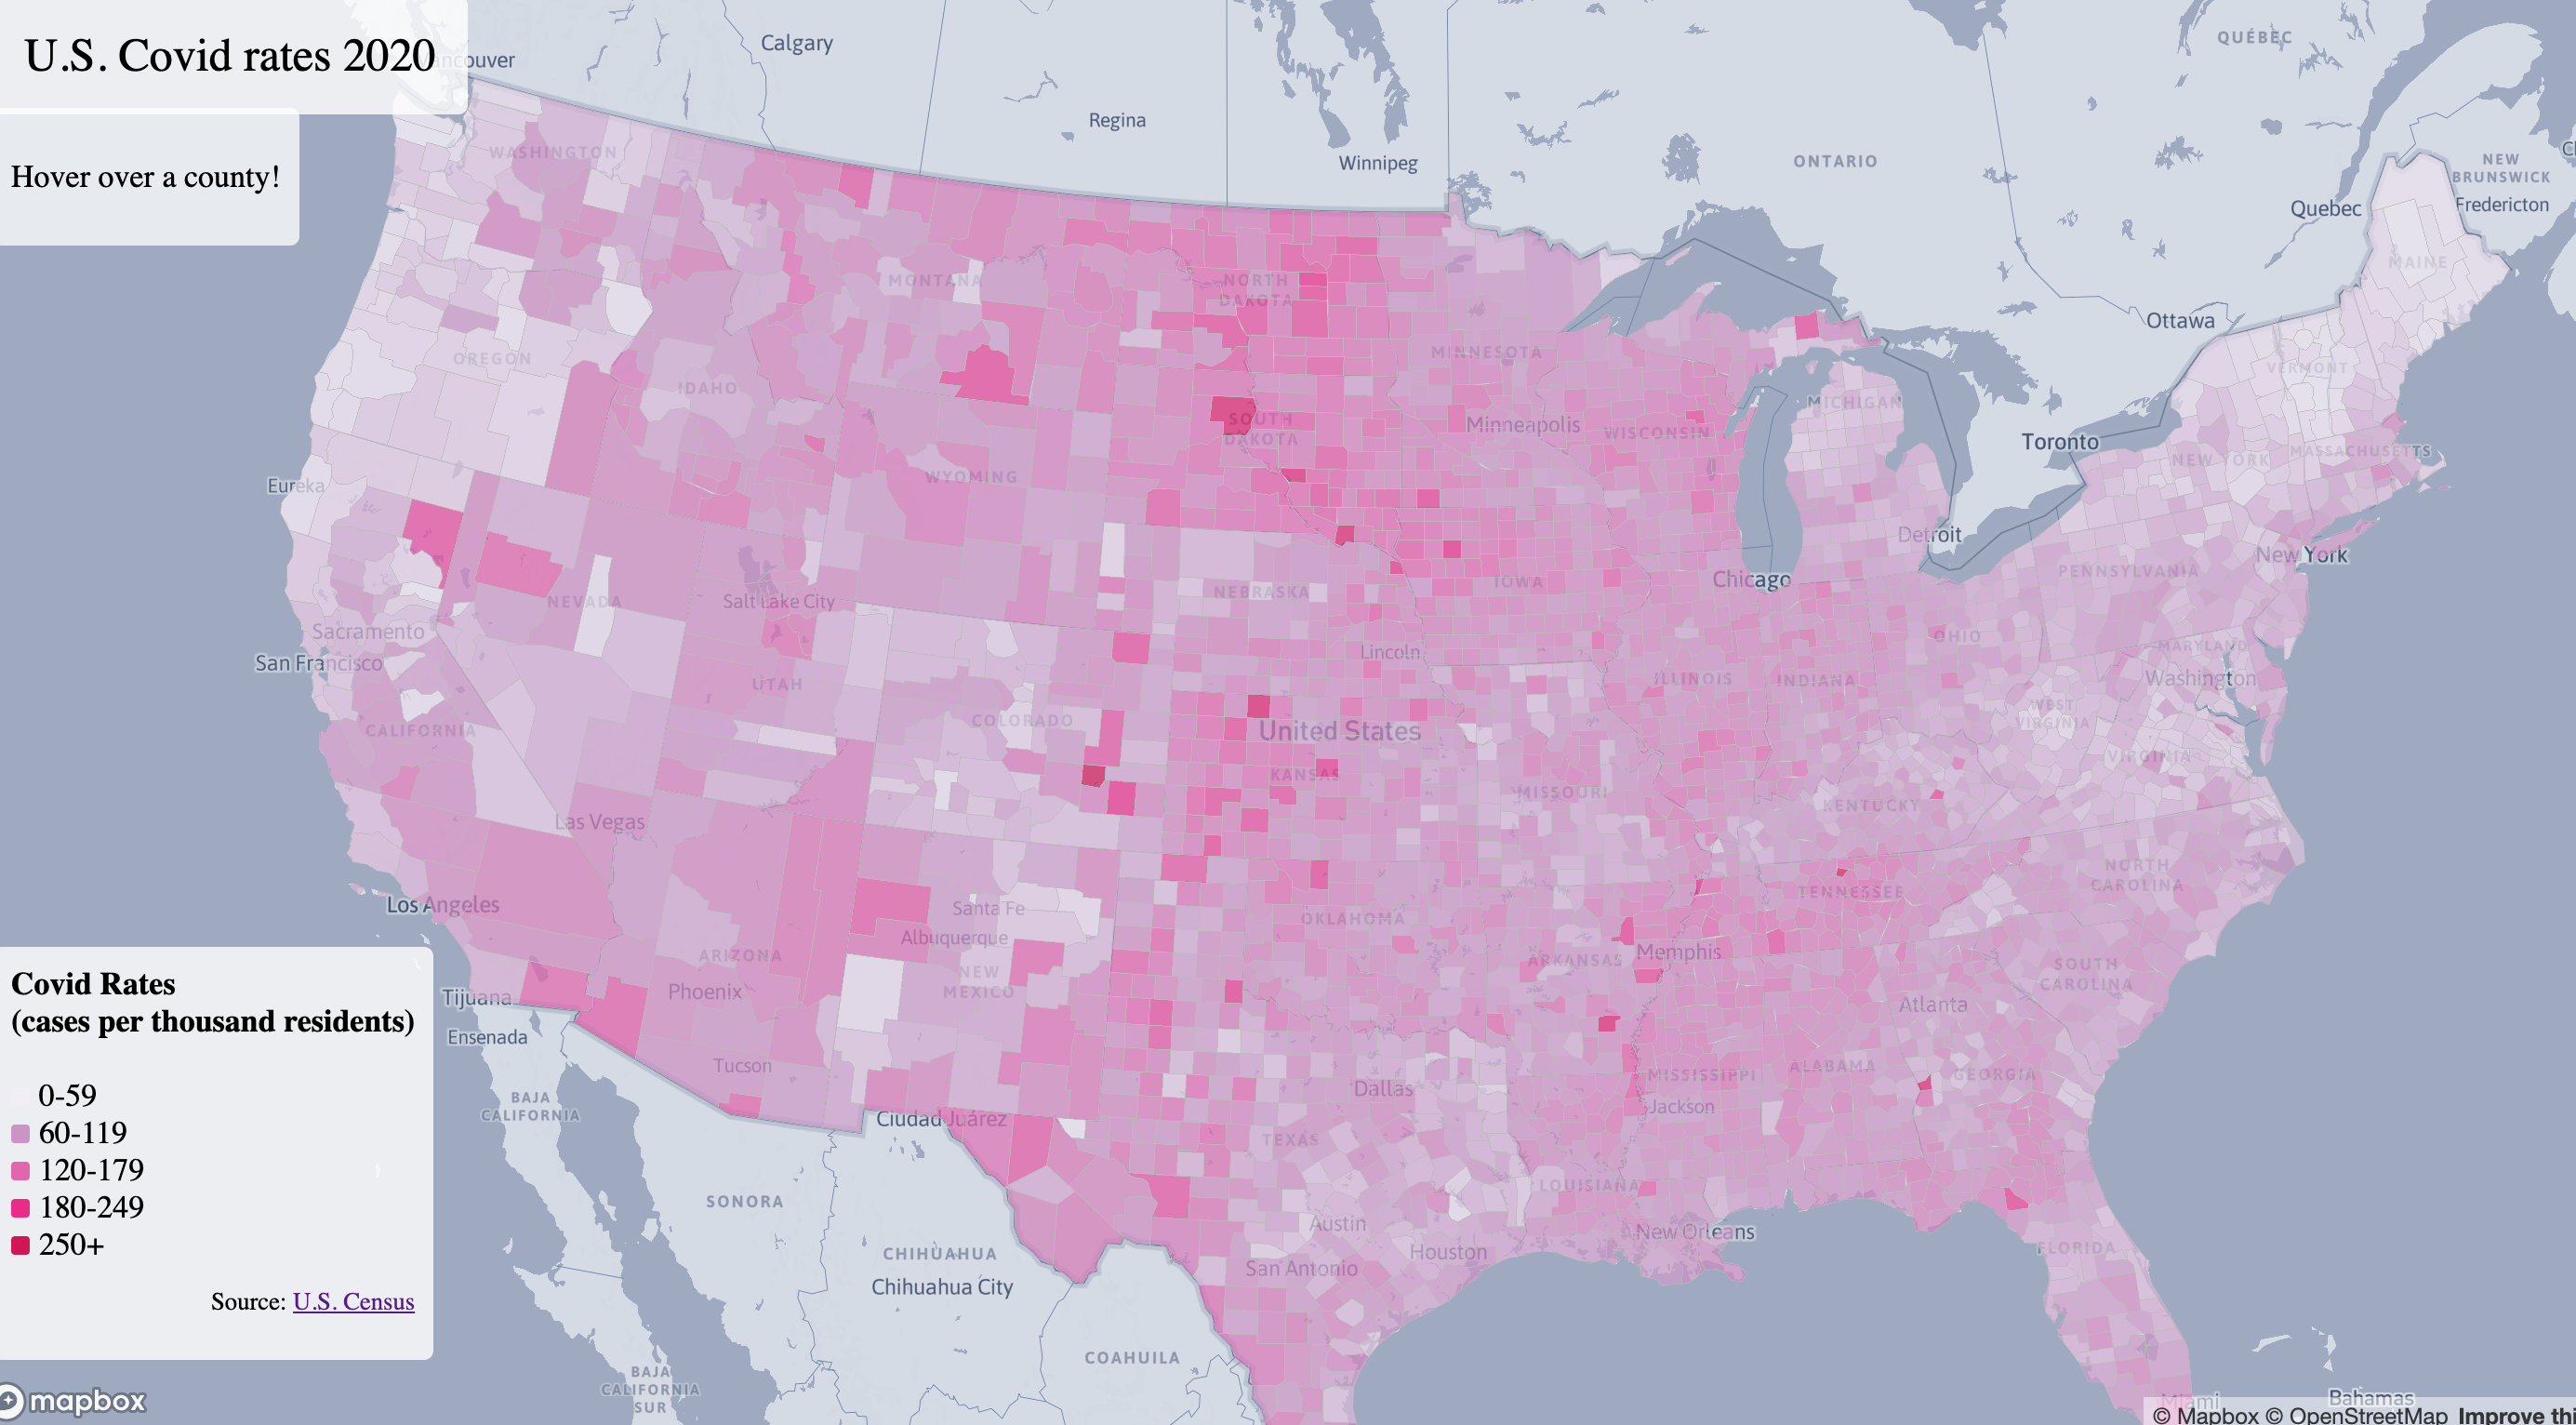 U.S. Covid rates 2020
Hover over a county!
Calgary
Regina
Winnipeg
ONTARIO
QUÉBEC
Quebec
NEW
BRUNSWICK
Fredericton
Ottawa
Toronto
WASHINGTON
MONTANA
NORTH
DAKOTA
MAINE
OREGON
IDAHO
MINNESOTA
VERMONT
MICHIGAN
SOUTH
DAKOTA
Minneapolis
WISCONSIN
WYOMING
NEW YORK
MASSACHUSETTS
Eureka
Detroit
New York
Chicago
NEBRASKA
IOWA
PENNSYLVANIA
NEVADA
Salt Lake City
Sacramento
San Francisco
Lincoln
OHIO
MARYLAND
Washington
UTAH
ILLINOIS
INDIANA
COLORADO
United States
WEST
VIRGINIA
CALIFORNIA
KANSAS
MISSOURI
VIRGINIA
KENTUCKY
Las Vegas
NORTH
CAROLINA
TENNESSEE
Los Angeles
Santa Fe
OKLAHOMA
Albuquerque
ARIZONA
ARKANSAS
Memphis
NEW
MEXICO
SOUTH
CAROLINA
Phoenix
Tijuana
Atlanta
Ensenada
Tucson
Dallas
MISSISSIPPI
ALABAMA
GEORGIA
BAJA
CALIFORNIA
Ciudad Juárez
Jackson
TEXAS
LOUISIANA
SONORA
Austin
New Orleans
CHIHUAHUA
Houston
FLORIDA
Chihuahua City
San Antonio
COAHUILA
BAJA
CALIFORNIA
SUR
Miami
Bahamas
Covid Rates
(cases per thousand residents)
0-59
60-119
120-179
180-249
250+
Source: U.S. Census
mapbox
© Mapbox © OpenStreetMap Improve thi